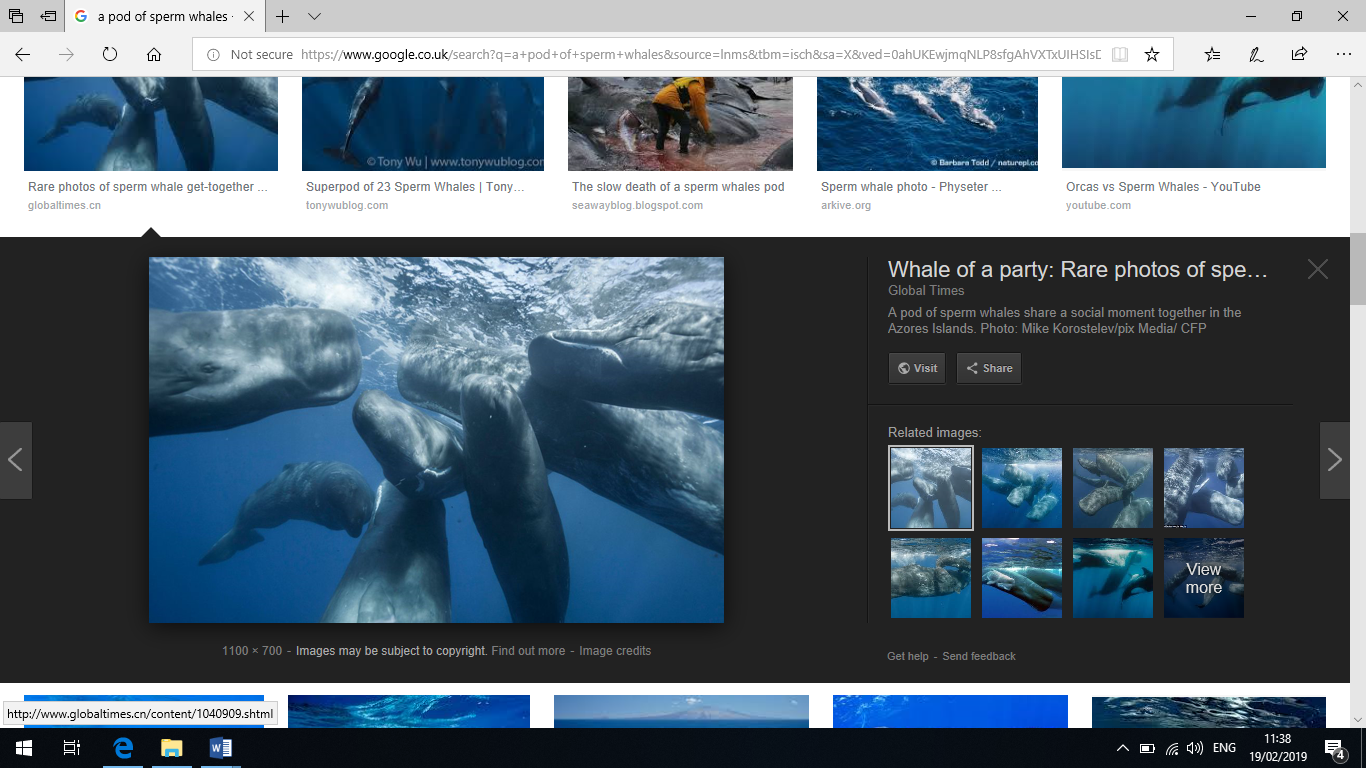 a pod of sperm whales
Not secure https://www.google.co.uk/search?q=a+pod+of+sperm+whales&source=lnms&tbm=isch&sa=X&ved=0ahUKEwjmqNLP8sfgAhVXTxUIHSIsD
© Tony Wu | www.tonywublog.com
© Barbara Todd / naturepl.co
Rare photos of sperm whale get-together ...
globaltimes.cn
Superpod of 23 Sperm Whales | Tony…
tonywublog.com
The slow death of a sperm whales pod
seawayblog.blogspot.com
Sperm whale photo - Physeter ...
arkive.org
Orcas vs Sperm Whales - YouTube
youtube.com
Whale of a party: Rare photos of spe…
Global Times
A pod of sperm whales share a social moment together in the
Azores Islands. Photo: Mike Korostelev/pix Media/ CFP
Visit
Share
Related images:
View
more
1100 × 700 - Images may be subject to copyright. Find out more - Image credits
Get help - Send feedback
http://www.globaltimes.cn/content/1040909.shtml
ENG
11:38
19/02/2019
4